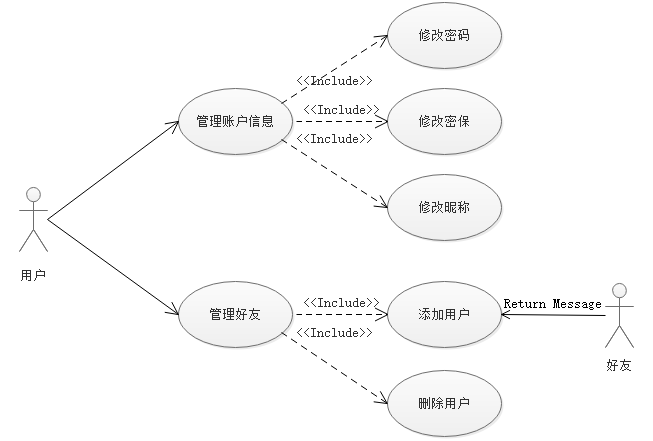 修改密码
<<Include>>
管理账户信息
<<Include>>
修改密保
<<Include>>
修改昵称
用户
管理好友
<<Include>>
添加用户
Return Message
<<Include>>
好友
删除用户